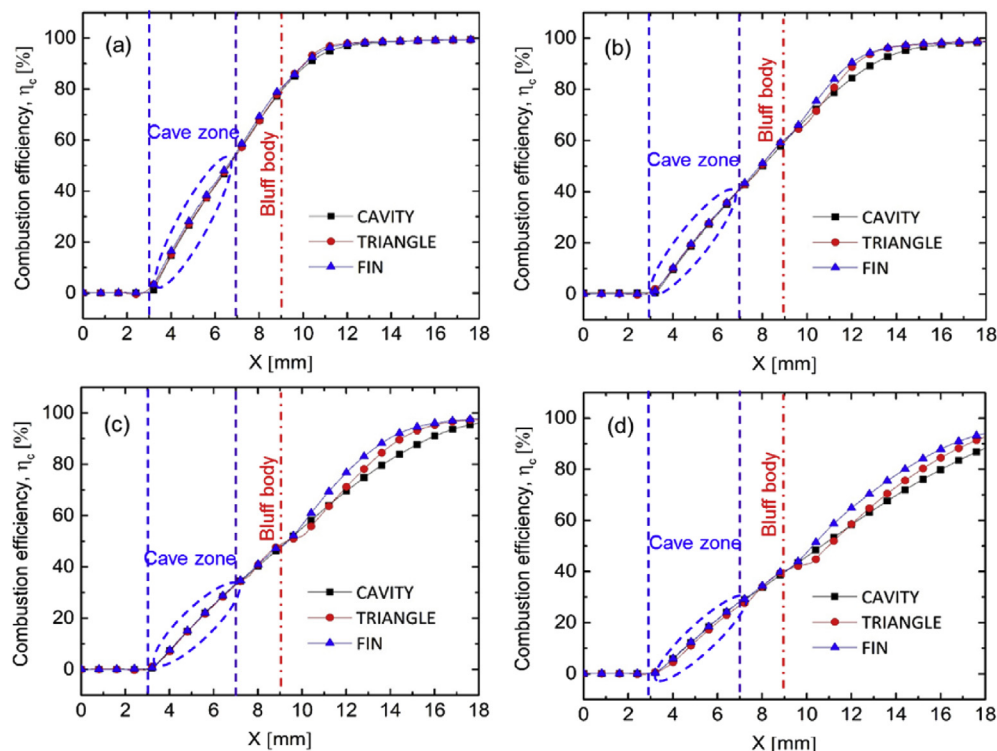 (a)
Combustion efficiency, ηc [%]
100
80
60
40
20
0
Cave zone
Bluff body
CAVITY
TRIANGLE
FIN
0 2 4 6 8 10 12 14 16 18
X [mm]
(b)
Combustion efficiency, ηc [%]
100
80
60
40
20
0
Cave zone
Bluff body
CAVITY
TRIANGLE
FIN
0 2 4 6 8 10 12 14 16 18
X [mm]
(c)
Combustion efficiency, ηc [%]
100
80
60
40
20
0
Cave zone
Bluff body
CAVITY
TRIANGLE
FIN
0 2 4 6 8 10 12 14 16 18
X [mm]
(d)
Combustion efficiency, ηc [%]
100
80
60
40
20
0
Cave zone
Bluff body
CAVITY
TRIANGLE
FIN
0 2 4 6 8 10 12 14 16 18
X [mm]